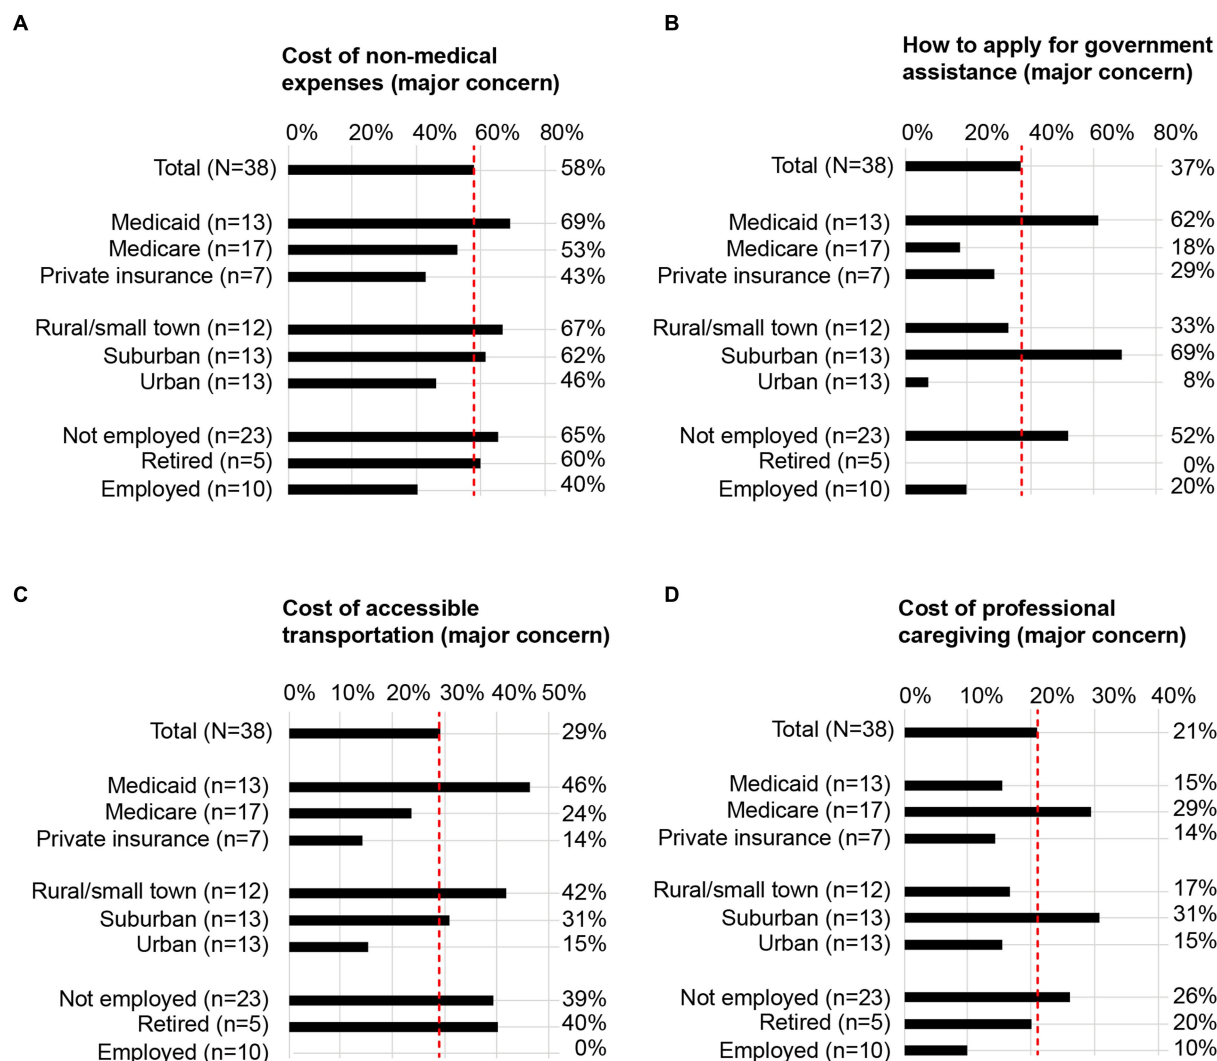 A
Cost of non-medical
expenses (major concern)
0% 20% 40% 60% 80%
Total (N=38) 58%
Medicaid (n=13) 69%
Medicare (n=17) 53%
Private insurance (n=7) 43%
Rural/small town (n=12) 67%
Suburban (n=13) 62%
Urban (n=13) 46%
Not employed (n=23) 65%
Retired (n=5) 60%
Employed (n=10) 40%
B
How to apply for government
assistance (major concern)
0% 20% 40% 60% 80%
Total (N=38) 37%
Medicaid (n=13) 62%
Medicare (n=17) 18%
Private insurance (n=7) 29%
Rural/small town (n=12) 33%
Suburban (n=13) 69%
Urban (n=13) 8%
Not employed (n=23) 52%
Retired (n=5) 0%
Employed (n=10) 20%
C
Cost of accessible
transportation (major concern)
0% 10% 20% 30% 40% 50%
Total (N=38) 29%
Medicaid (n=13) 46%
Medicare (n=17) 24%
Private insurance (n=7) 14%
Rural/small town (n=12) 42%
Suburban (n=13) 31%
Urban (n=13) 15%
Not employed (n=23) 39%
Retired (n=5) 40%
Employed (n=10) 0%
D
Cost of professional
caregiving (major concern)
0% 10% 20% 30% 40%
Total (N=38) 21%
Medicaid (n=13) 15%
Medicare (n=17) 29%
Private insurance (n=7) 14%
Rural/small town (n=12) 17%
Suburban (n=13) 31%
Urban (n=13) 15%
Not employed (n=23) 26%
Retired (n=5) 20%
Employed (n=10) 10%